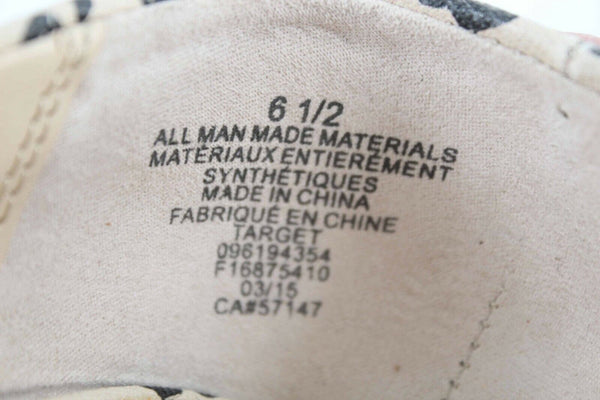 6 1/2
ALL MAN MADE MATERIALS
MATÉRIAUX ENTIERÉMENT
SYNTHÉTIQUES
MADE IN CHINA
FABRIQUÉ EN CHINE
TARGET
096194354
F16875410
03/15
CA#57147